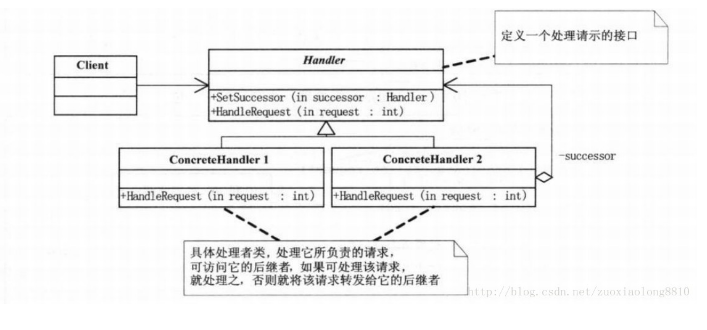 定义一个处理请示的接口
Client
Handler
+SetSuccessor(in successor : Handler)
+HandleRequest(in request : int)
ConcreteHandler 1
ConcreteHandler 2
-successor
+HandleRequest(in request : int)
+HandleRequest(in request : int)
具体处理者类，处理它所负责的请求，
可访问它的后继者，如果可处理该请求，
就处理之，否则就将该请求转发给它的后继者
http://blog.csdn.net/zuoxiaolong8810